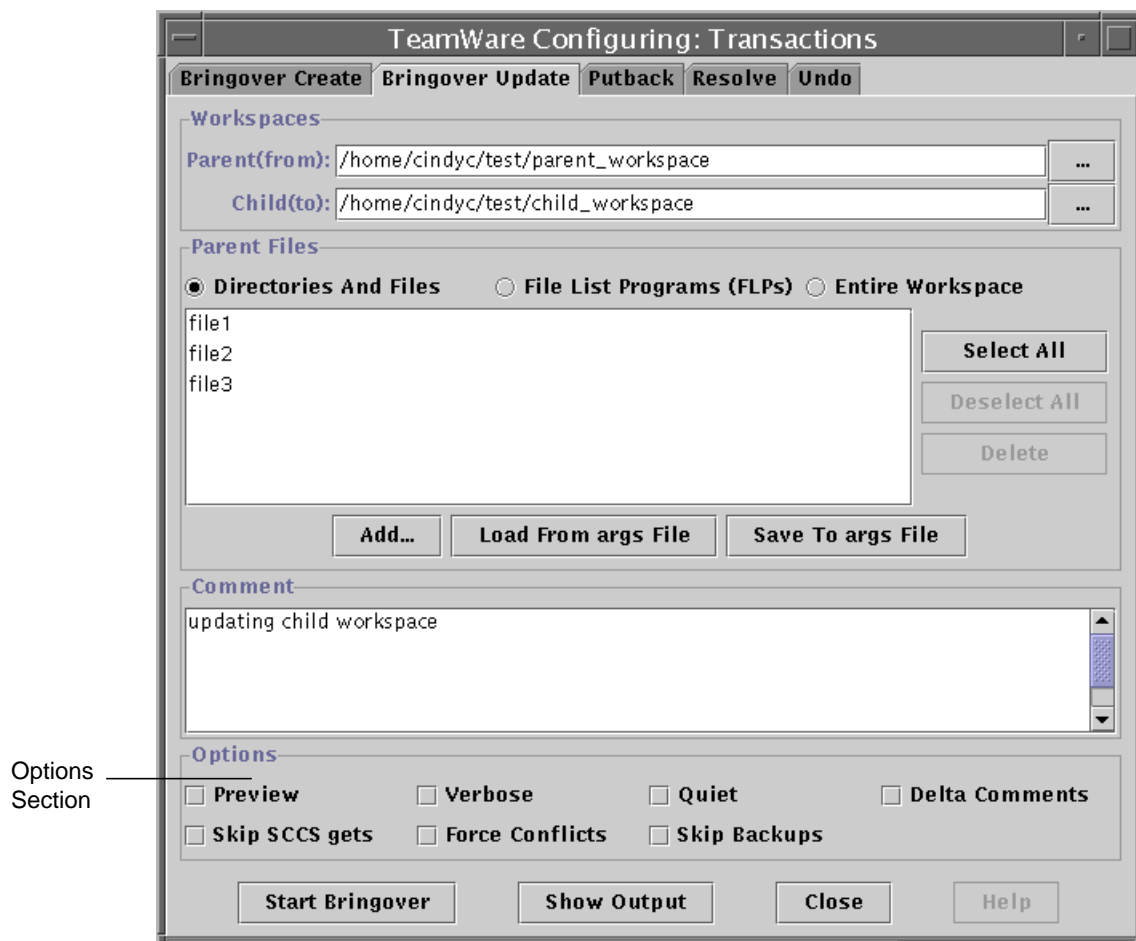 TeamWare Configuring: Transactions
Bringover Create Bringover Update Putback Resolve Undo
Workspaces
Parent(from): /home/cindyc/test/parent_workspace ...
Child(to): /home/cindyc/test/child_workspace ...
Parent Files
Directories And Files File List Programs (FLPs) Entire Workspace
file1
file2
file3
Select All
Deselect All
Delete
Add... Load From args File Save To args File
Comment
updating child workspace
Options
Options
Section
Preview Verbose Quiet Delta Comments
Skip SCCS gets Force Conflicts Skip Backups
Start Bringover Show Output Close Help